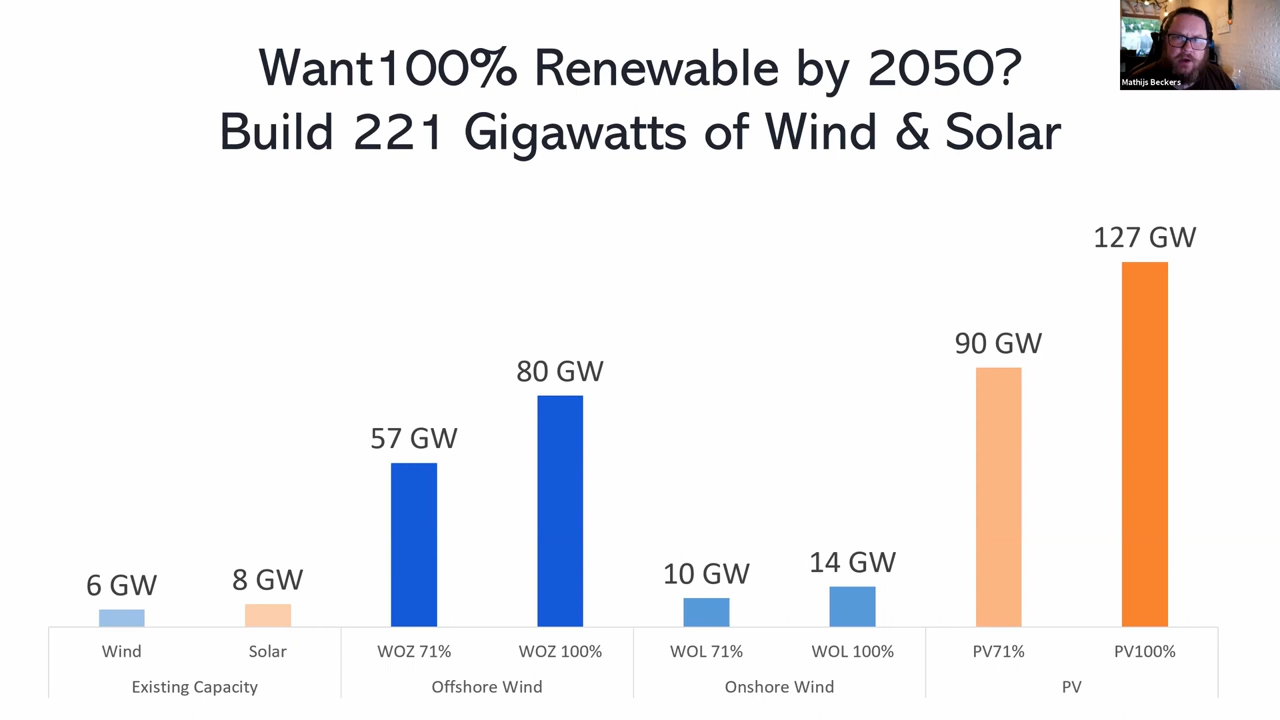 Want100% Renewable by 2050?
Build 221 Gigawatts of Wind & Solar
Mathijs Beckers
127 GW
90 GW
80 GW
57 GW
14 GW
10 GW
8 GW
6 GW
Wind Solar WOZ 71% WOZ 100% WOL 71% WOL 100% PV71% PV100%
Existing Capacity Offshore Wind Onshore Wind PV